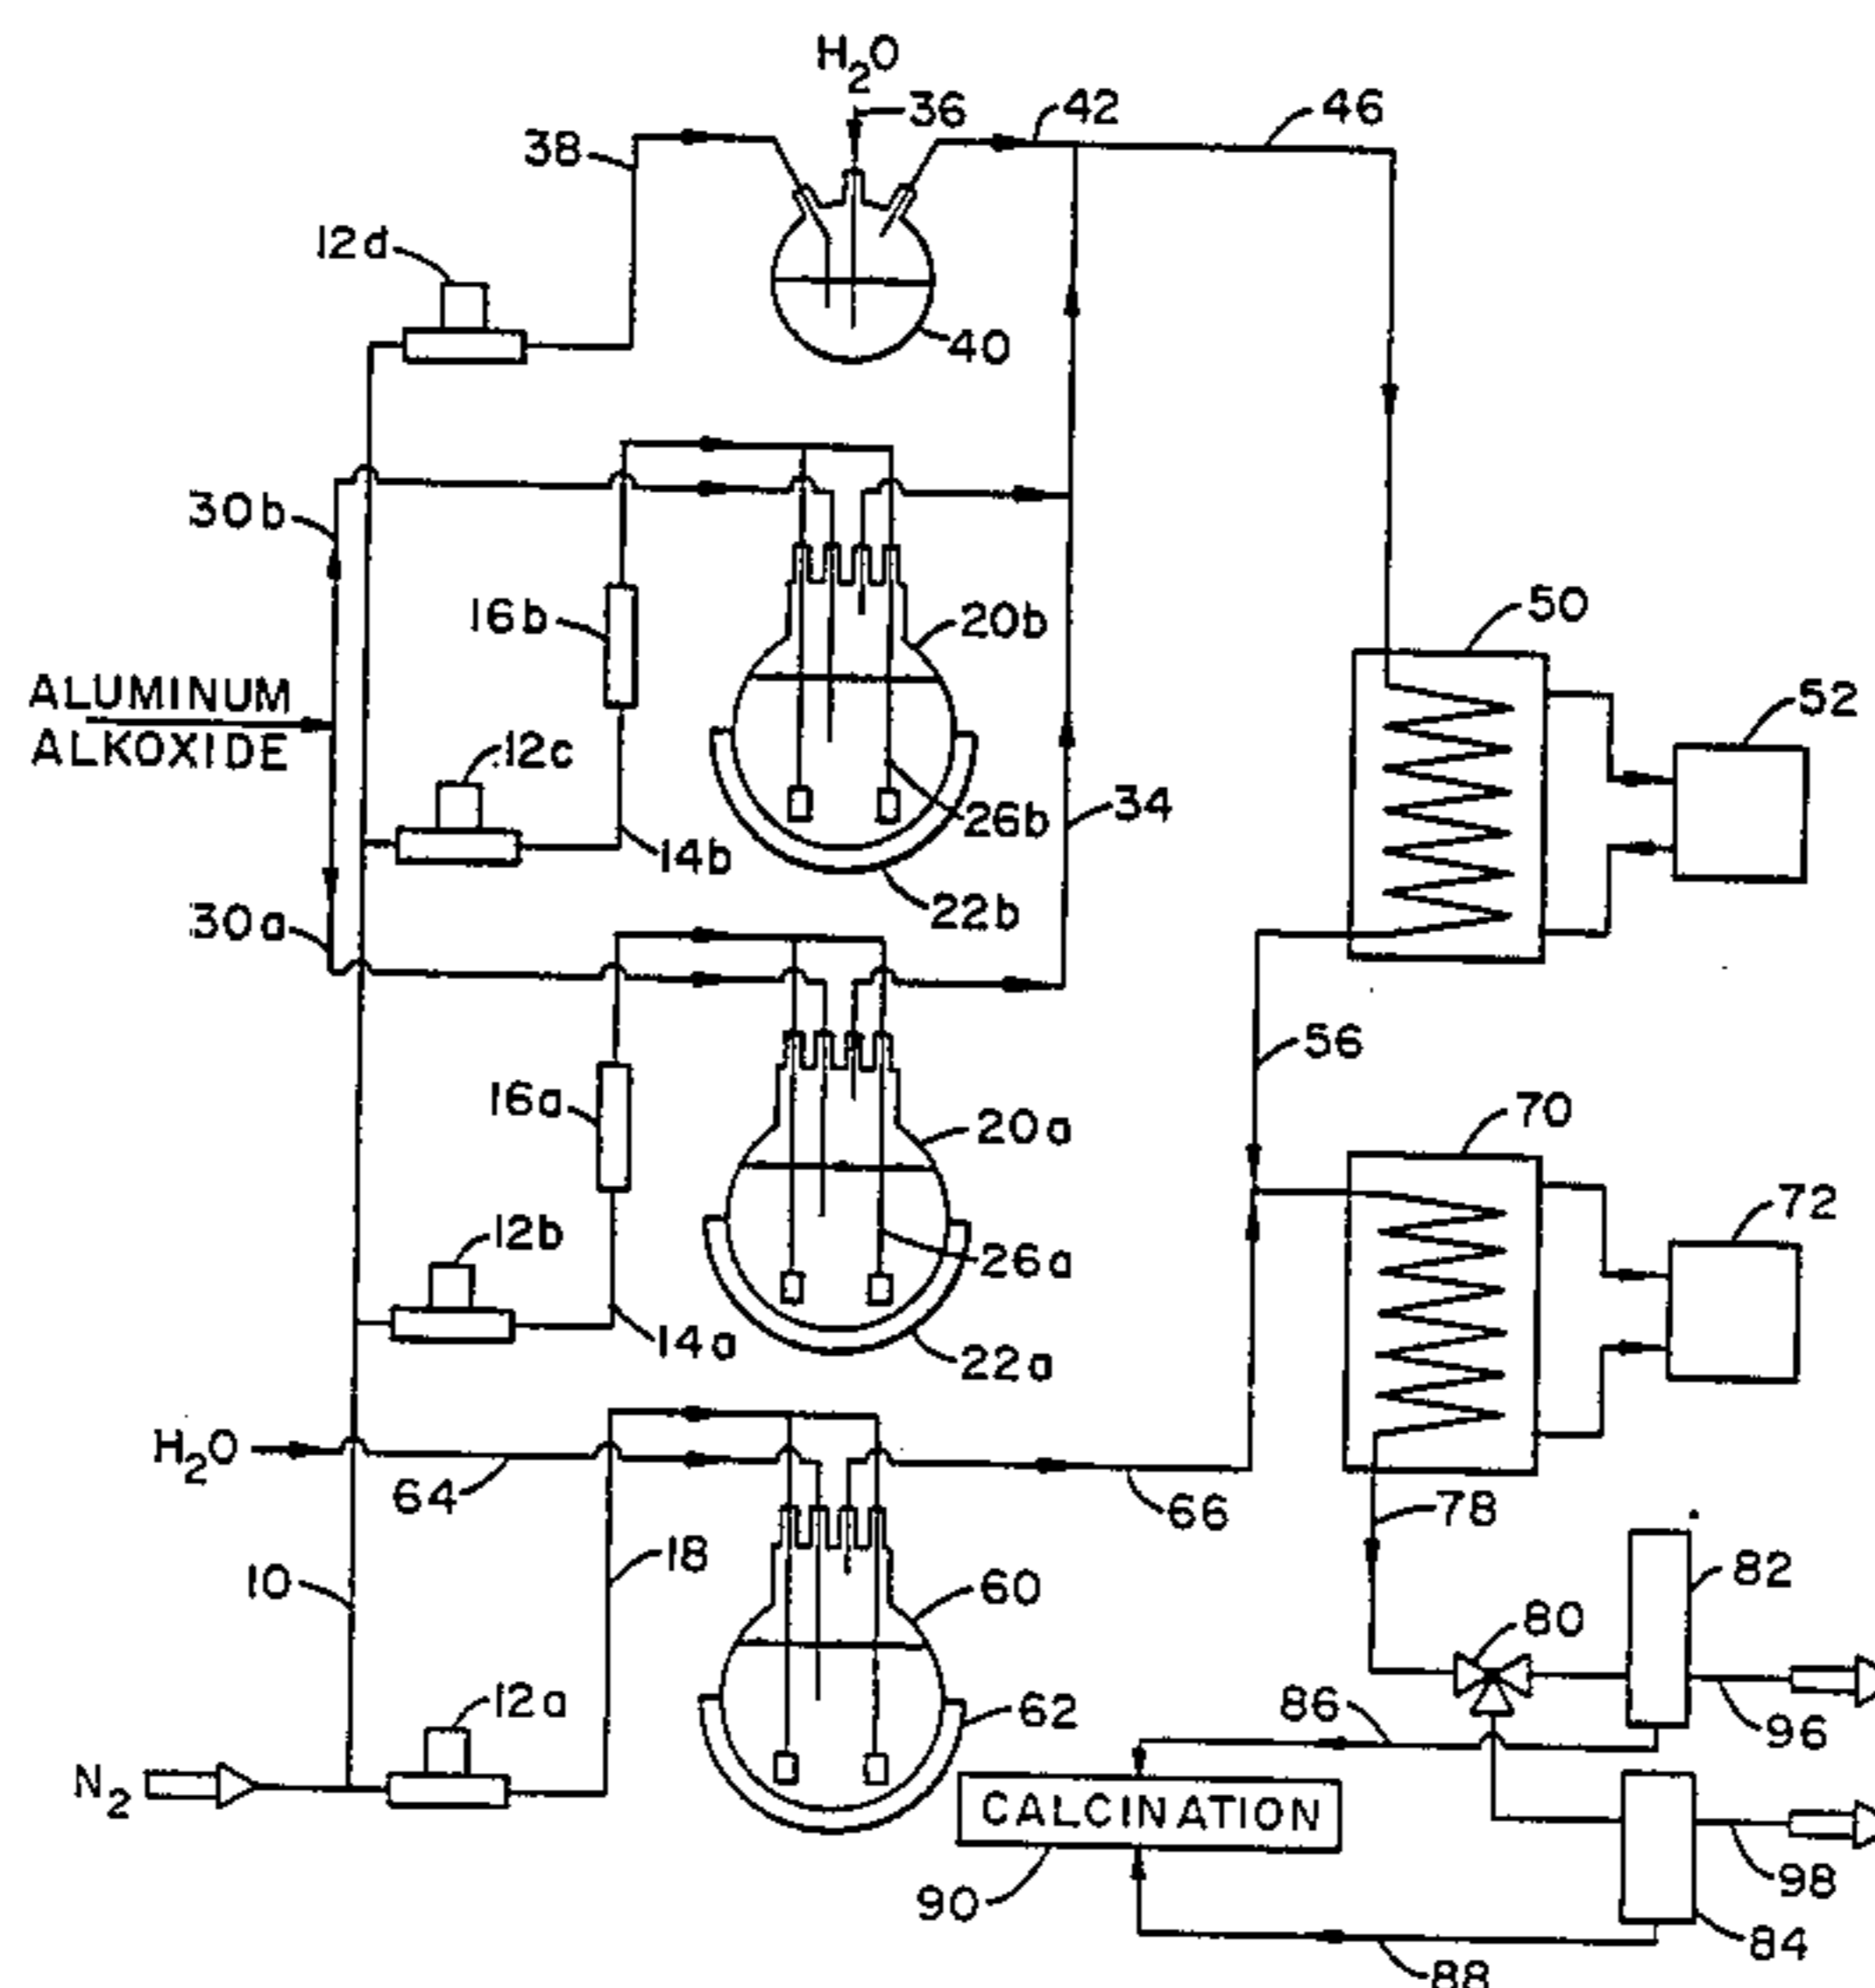 H2O
36
42
46
38
12d
40
30b
16b
20b
50
ALUMINUM
ALKOXIDE
52
12c
26b
34
14b
22b
30a
56
16a
20a
70
72
12b
26a
14a
22a
H2O
64
66
78
18
10
60
82
80
12a
62
86
96
N2
CALCINATION
90
98
84
88